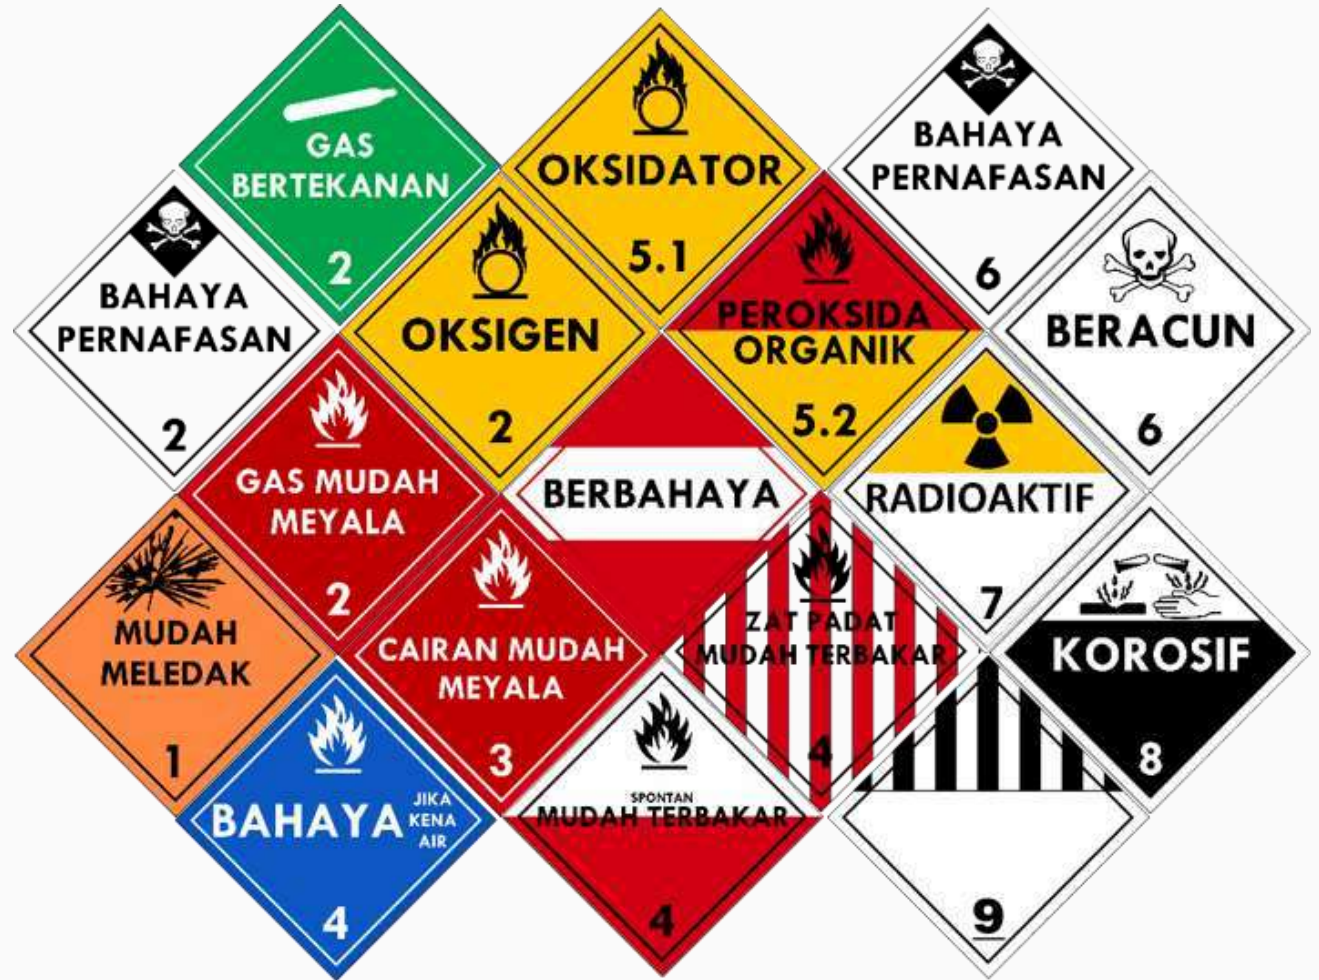 GAS
BERTEKANAN
2
OKSIDATOR
5.1
BAHAYA
PERNAFASAN
6
BAHAYA
PERNAFASAN
2
OKSIGEN
2
PEROKSIDA
ORGANIK
5.2
BERACUN
6
GAS MUDAH
MEYALA
2
BERBAHAYA
RADIOAKTIF
7
MUDAH
MELEDAK
1
CAIRAN MUDAH
MEYALA
3
ZAT PADAT
MUDAH TERBAKAR
4
KOROSIF
8
BAHAYA JIKA
KENA
AIR
4
SPONTAN
MUDAH TERBAKAR
4
9